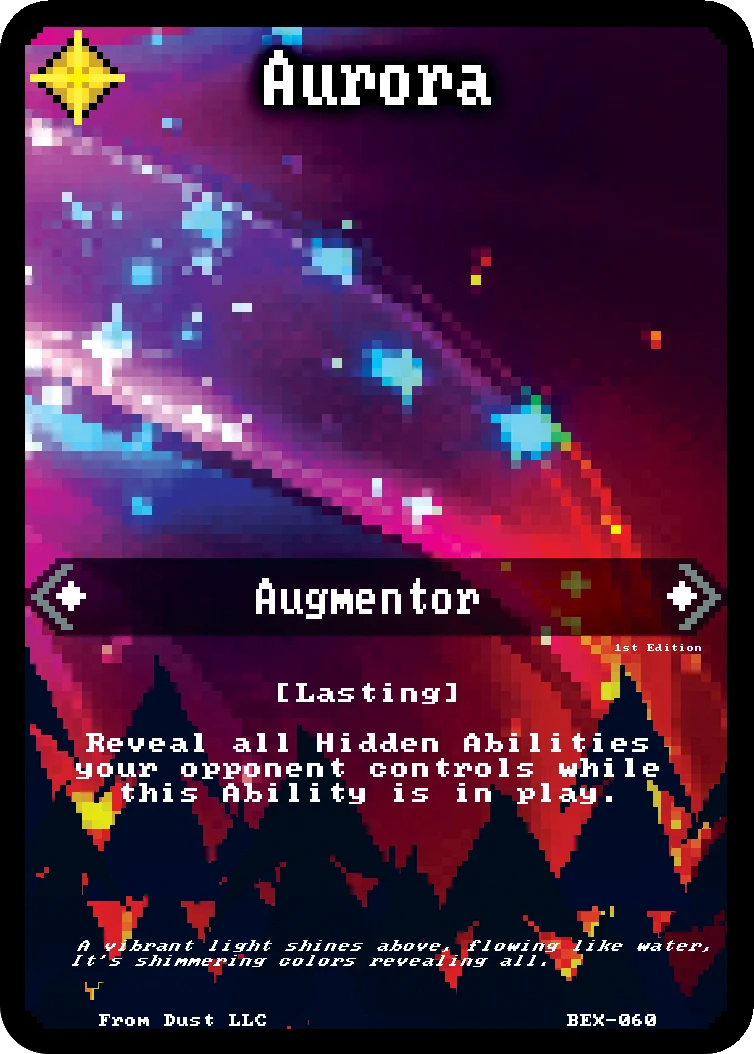 Aurora
Augmentor
1st Edition
[Lasting]
Reveal all Hidden Abilities
your opponent controls while
this Ability is in play.
A vibrant light shines above, flowing like water,
It's shimmering colors revealing all.
From Dust LLC
BEX-060